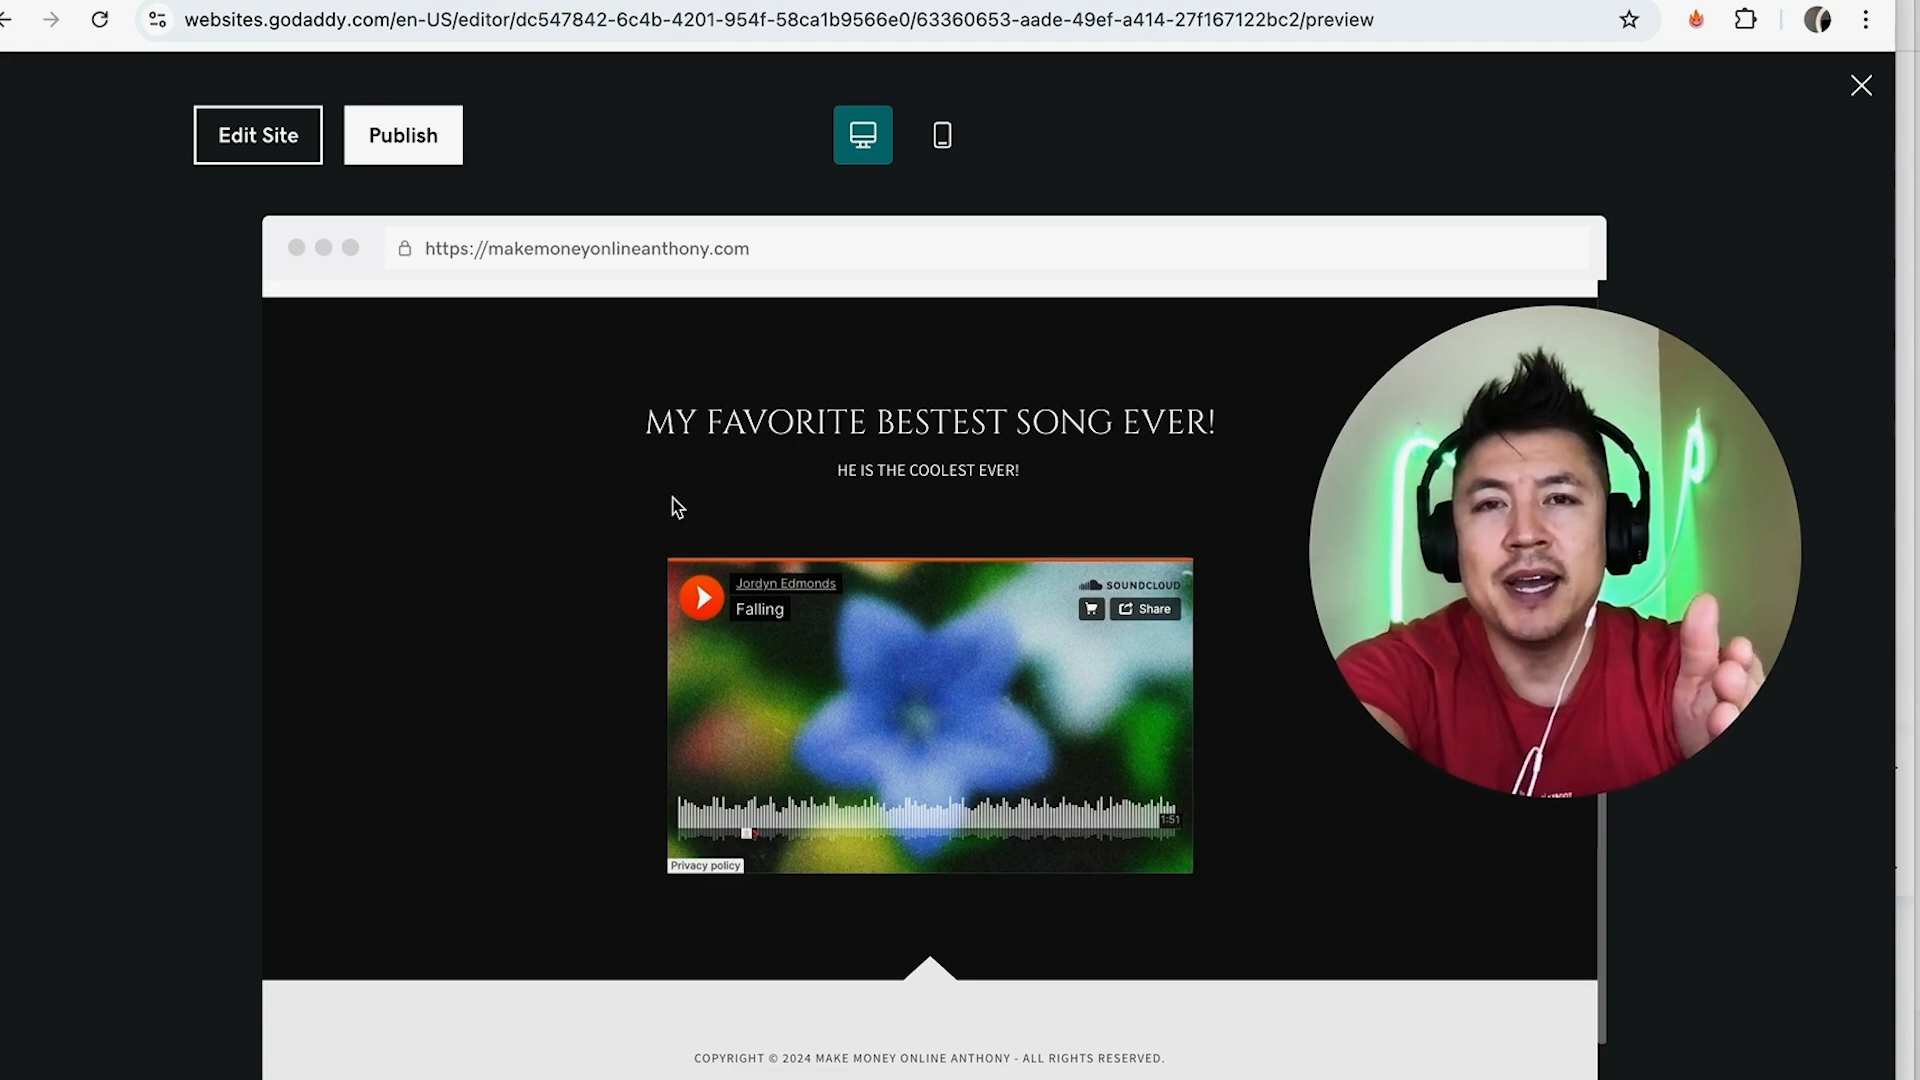 websites.godaddy.com/en-US/editor/dc547842-6c4b-4201-954f-58ca1b9566e0/63360653-aade-49ef-a414-27f167122bc2/preview
Edit Site
Publish
https://makemoneyonlineanthony.com
MY FAVORITE BESTEST SONG EVER!
HE IS THE COOLEST EVER!
Jordyn Edmonds
SOUNDCLOUD
Falling
Share
1:51
Privacy policy
COPYRIGHT © 2024 MAKE MONEY ONLINE ANTHONY - ALL RIGHTS RESERVED.